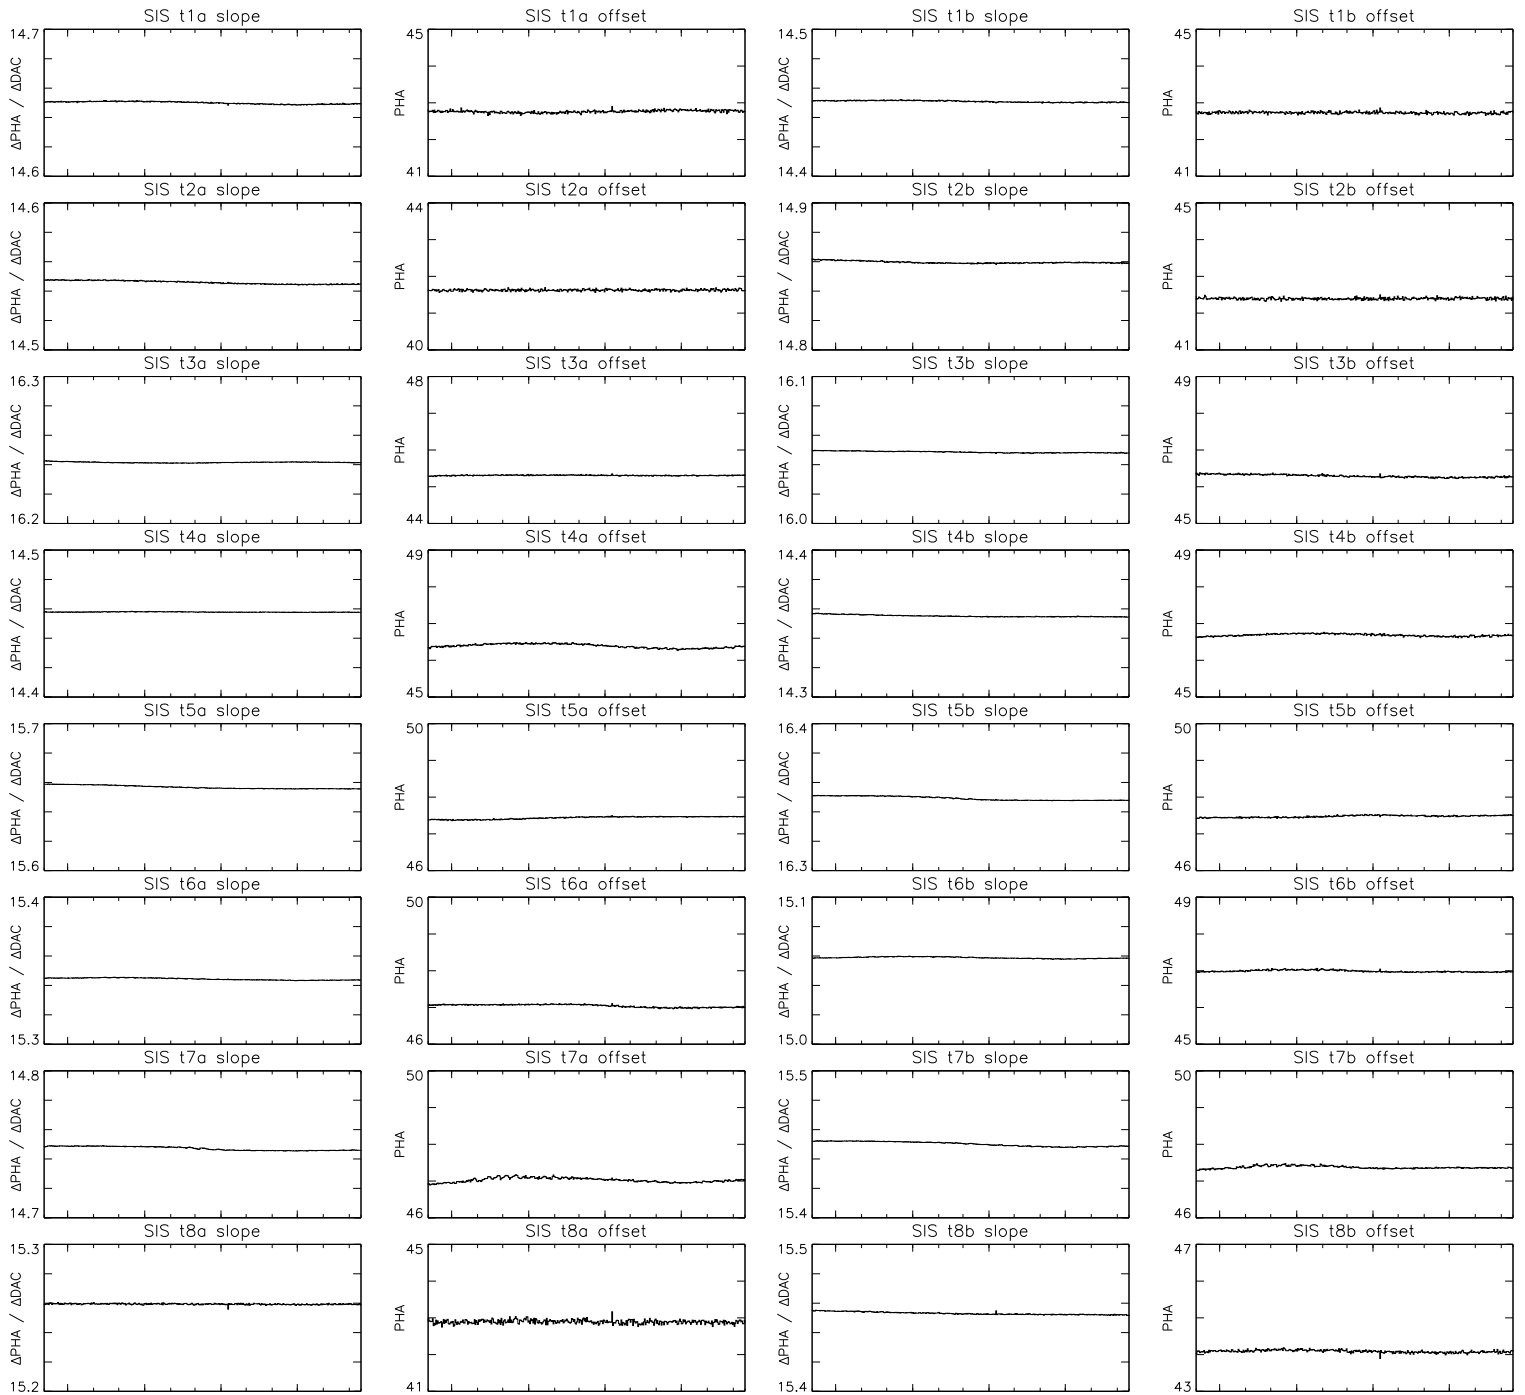 SIS t1a slope
14.7
ΔPHA / ΔDAC
14.6
SIS t1a offset
45
PHA
41
SIS t1b slope
14.5
ΔPHA / ΔDAC
14.4
SIS t1b offset
45
PHA
41
SIS t2a slope
14.6
ΔPHA / ΔDAC
14.5
SIS t2a offset
44
PHA
40
SIS t2b slope
14.9
ΔPHA / ΔDAC
14.8
SIS t2b offset
45
PHA
41
SIS t3a slope
16.3
ΔPHA / ΔDAC
16.2
SIS t3a offset
48
PHA
44
SIS t3b slope
16.1
ΔPHA / ΔDAC
16.0
SIS t3b offset
49
PHA
45
SIS t4a slope
14.5
ΔPHA / ΔDAC
14.4
SIS t4a offset
49
PHA
45
SIS t4b slope
14.4
ΔPHA / ΔDAC
14.3
SIS t4b offset
49
PHA
45
SIS t5a slope
15.7
ΔPHA / ΔDAC
15.6
SIS t5a offset
50
PHA
46
SIS t5b slope
16.4
ΔPHA / ΔDAC
16.3
SIS t5b offset
50
PHA
46
SIS t6a slope
15.4
ΔPHA / ΔDAC
15.3
SIS t6a offset
50
PHA
46
SIS t6b slope
15.1
ΔPHA / ΔDAC
15.0
SIS t6b offset
49
PHA
45
SIS t7a slope
14.8
ΔPHA / ΔDAC
14.7
SIS t7a offset
50
PHA
46
SIS t7b slope
15.5
ΔPHA / ΔDAC
15.4
SIS t7b offset
50
PHA
46
SIS t8a slope
15.3
ΔPHA / ΔDAC
15.2
SIS t8a offset
45
PHA
41
SIS t8b slope
15.5
ΔPHA / ΔDAC
15.4
SIS t8b offset
47
PHA
43